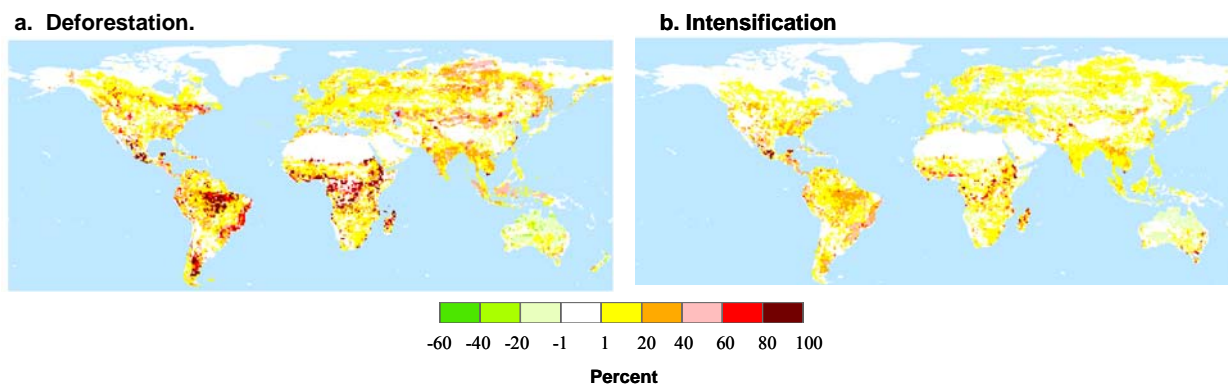 a. Deforestation.
b. Intensification
-60 -40 -20 -1 1 20 40 60 80 100
Percent